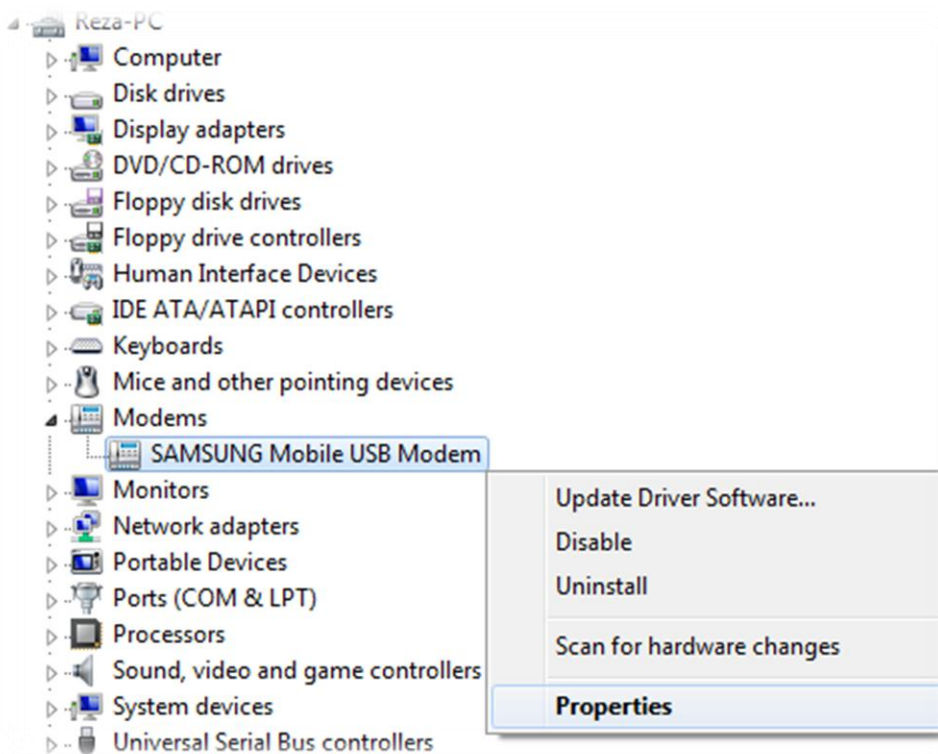 Reza-PC
Computer
Disk drives
Display adapters
DVD/CD-ROM drives
Floppy disk drives
Floppy drive controllers
Human Interface Devices
IDE ATA/ATAPI controllers
Keyboards
Mice and other pointing devices
Modems
SAMSUNG Mobile USB Modem
Monitors
Network adapters
Portable Devices
Ports (COM & LPT)
Processors
Sound, video and game controllers
System devices
Universal Serial Bus controllers
Update Driver Software...
Disable
Uninstall
Scan for hardware changes
Properties